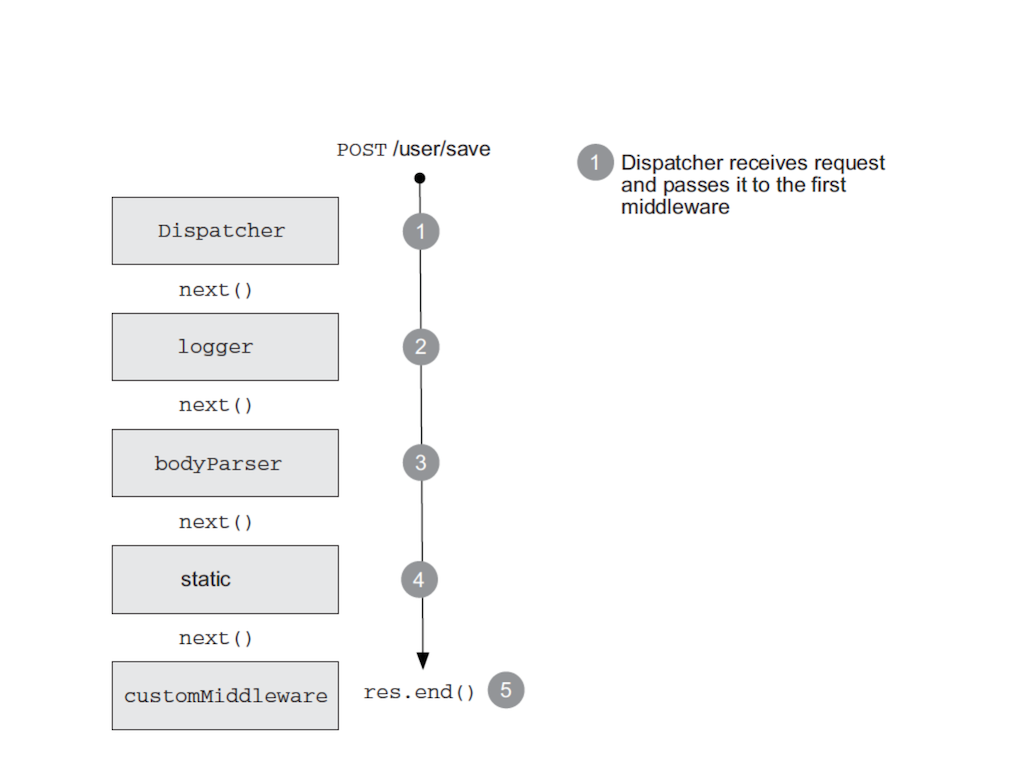 POST /user/save
1 Dispatcher receives request
and passes it to the first
middleware
Dispatcher 1
next()
logger 2
next()
bodyParser 3
next()
static 4
next()
customMiddleware res.end() 5